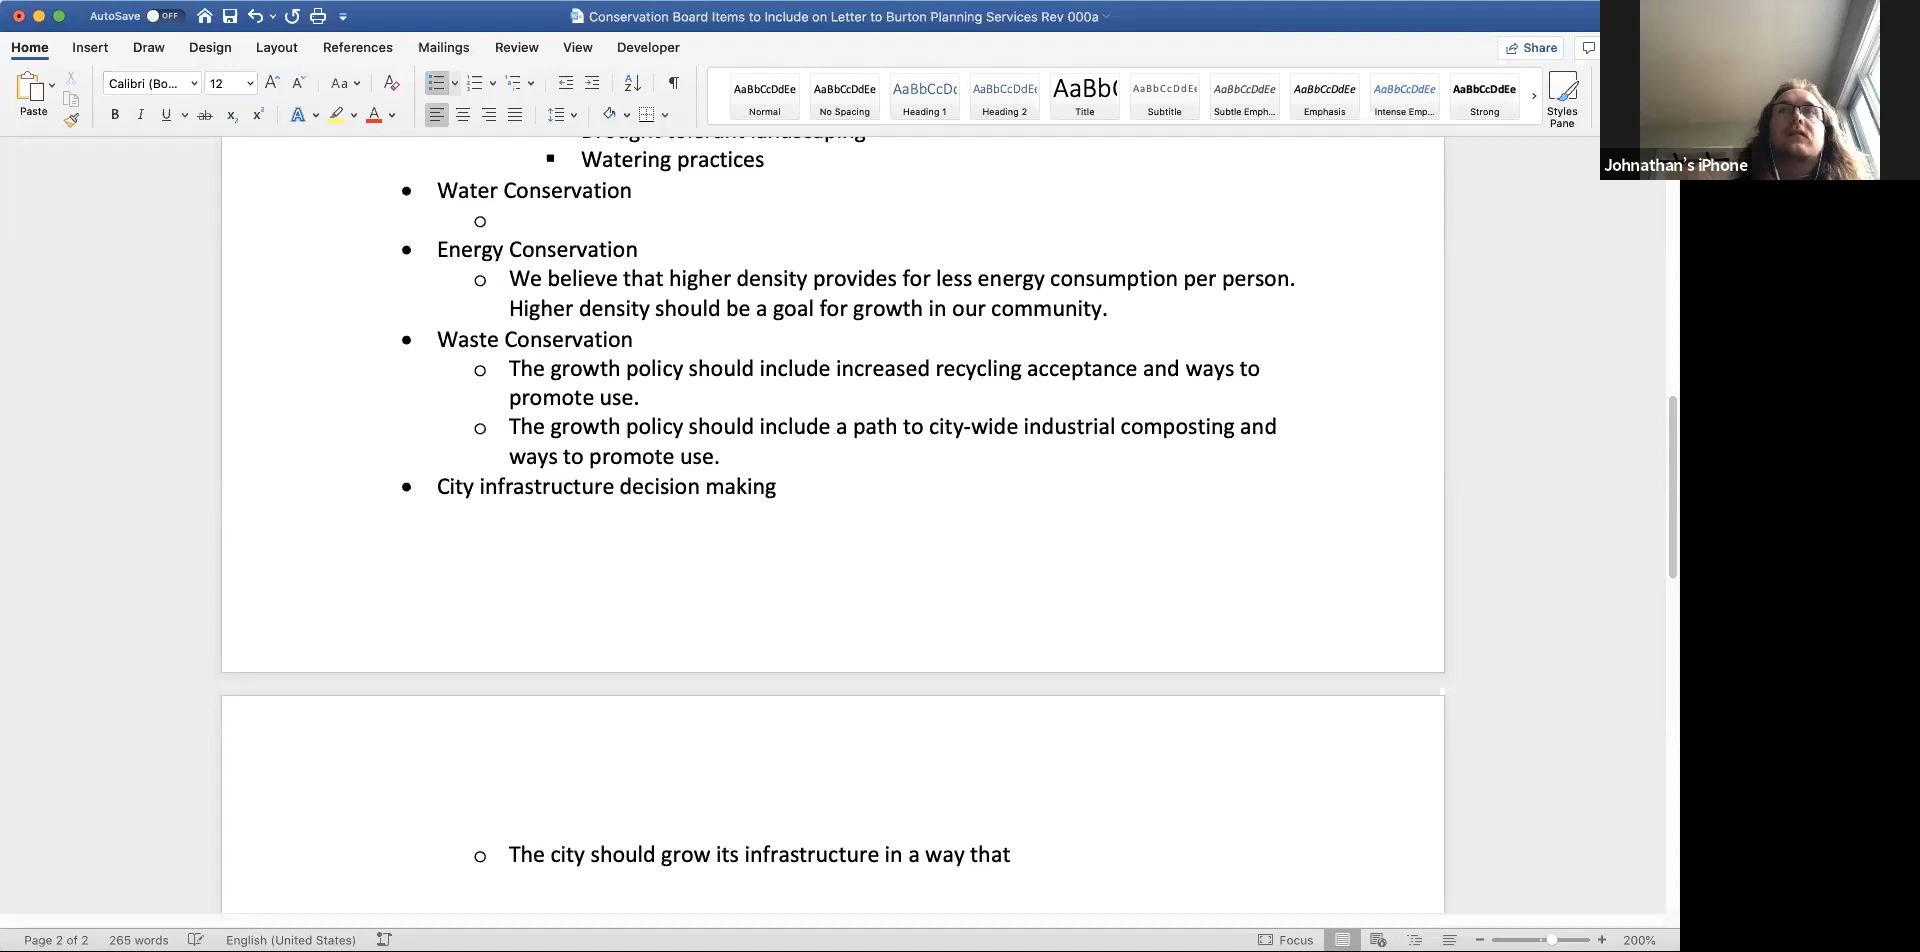 AutoSave OFF
Conservation Board Items to Include on Letter to Burton Planning Services Rev 000a
Home Insert Draw Design Layout References Mailings Review View Developer
Share
Paste
Calibri (Bo... 12
AaBbCcDdEe AaBbCcDdEe AaBbCcDc AaBbCcDdEe AaBb( AaBbCcDdEe AaBbCcDdEe AaBbCcDdEe AaBbCcDdEe AaBbCcDdEe
Normal No Spacing Heading 1 Heading 2 Title Subtitle Subtle Emph... Emphasis Intense Emp... Strong
Styles
Pane
Johnathan's iPhone
Watering practices
Water Conservation
Energy Conservation
We believe that higher density provides for less energy consumption per person.
Higher density should be a goal for growth in our community.
Waste Conservation
The growth policy should include increased recycling acceptance and ways to
promote use.
The growth policy should include a path to city-wide industrial composting and
ways to promote use.
City infrastructure decision making
The city should grow its infrastructure in a way that
Page 2 of 2 265 words English (United States) Focus 200%